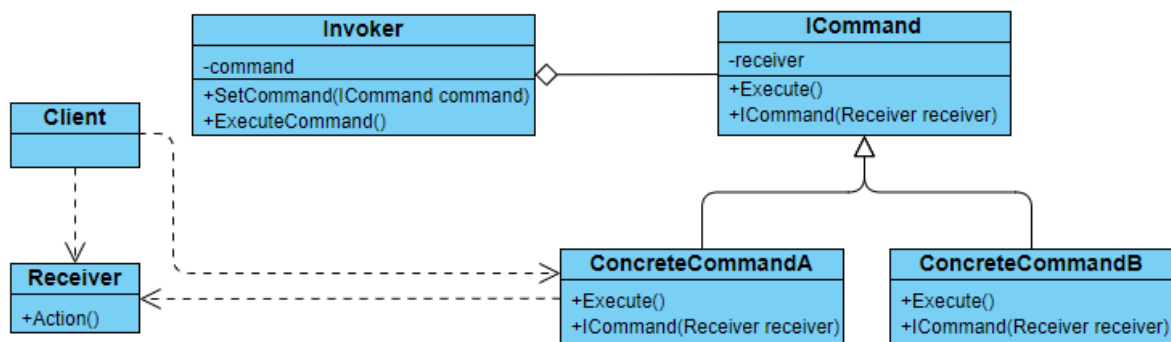 Invoker
-command
+SetCommand(ICommand command)
+ExecuteCommand()
ICommand
-receiver
+Execute()
+ICommand(Receiver receiver)
Client
Receiver
+Action()
ConcreteCommandA
+Execute()
+ICommand(Receiver receiver)
ConcreteCommandB
+Execute()
+ICommand(Receiver receiver)